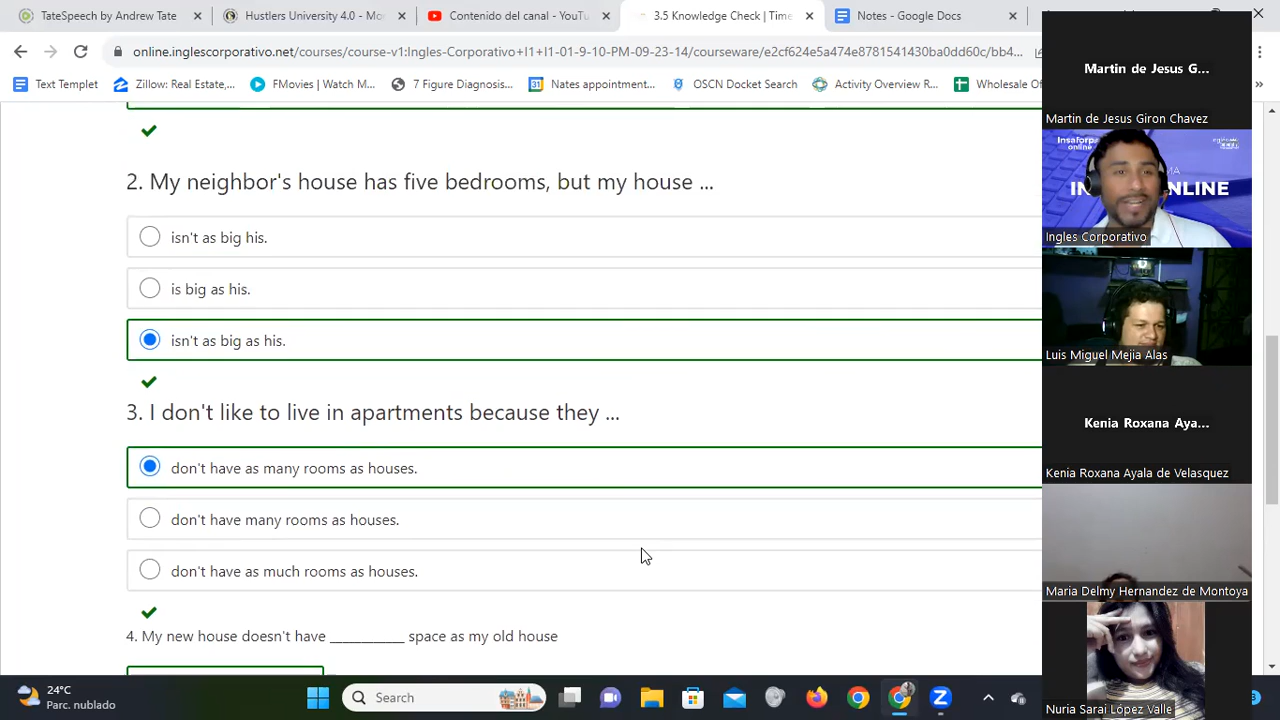 TateSpeech by Andrew Tate
Hustlers University 4.0 - Mor
Contenido del canal - YouTu
3.5 Knowledge Check | Time
Notes - Google Docs
online.inglescorporativo.net/courses/course-v1:Ingles-Corporativo+I1+I1-01-9-10-PM-09-23-14/courseware/e2cf624e5a474e8781541430ba0dd60c/bb4...
Text Templet
Zillow: Real Estate,...
FMovies | Watch M...
7 Figure Diagnosifi...
Notes appointment...
OSCN Docket Search
Activity Overview, R...
Wholesale Of
2. My neighbor's house has five bedrooms, but my house ...
isn't as big his.
is big as his.
isn't as big as his.
3. I don't like to live in apartments because they ...
don't have as many rooms as houses.
don't have many rooms as houses.
don't have as much rooms as houses.
4. My new house doesn't have ____________ space as my old house
24°C
Parc. nublado
Search
Martin de Jesus G...
Martin de Jesus Giron Chavez
Insaforp
online
NLINE
Ingles Corporativo
Luis Miguel Mejia Alas
Kenia Roxana Aya...
Kenia Roxana Ayala de Velasquez
Maria Delmy Hernandez de Montoya
Nuria Sarai López Valle